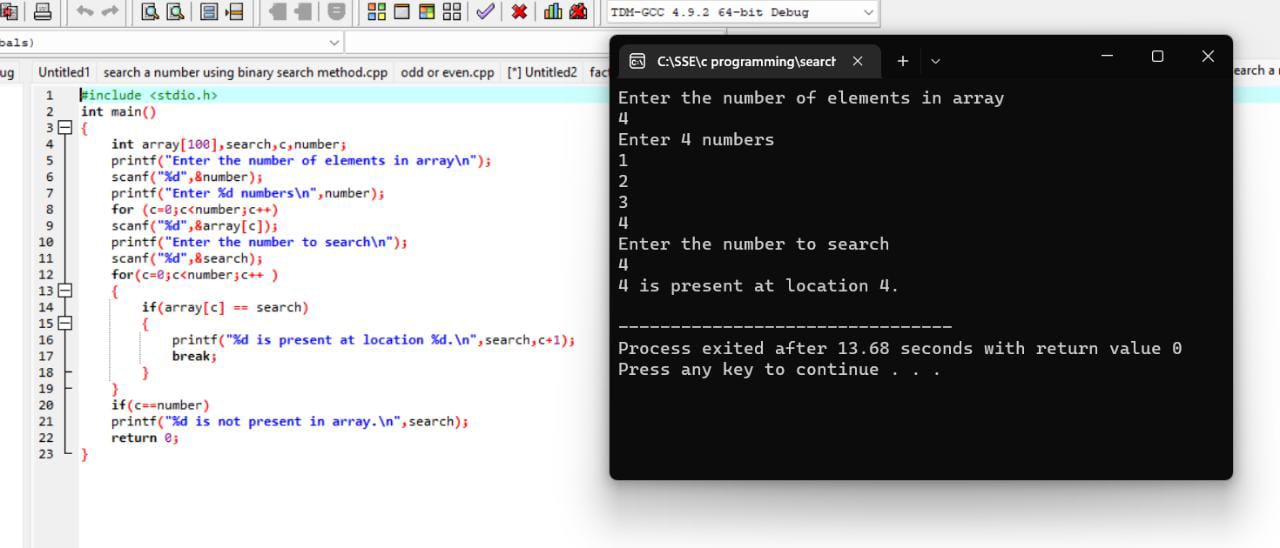 TDM-GCC 4.9.2 64-bit Debug
bals)
ug Untitled1 search a number using binary search method.cpp odd or even.cpp [*] Untitled2 fac
earch a
1 #include <stdio.h>
2 int main()
3 {
4 int array[100],search,c,number;
5 printf("Enter the number of elements in array\n");
6 scanf("%d",&number);
7 printf("Enter %d numbers\n",number);
8 for (c=0;c<number;c++)
9 scanf("%d",&array[c]);
10 printf("Enter the number to search\n");
11 scanf("%d",&search);
12 for(c=0;c<number;c++ )
13 {
14 if(array[c] == search)
15 {
16 printf("%d is present at location %d.\n",search,c+1);
17 break;
18 }
19 }
20 if(c==number)
21 printf("%d is not present in array.\n",search);
22 return 0;
23 }
C:\SSE\c programming\search
Enter the number of elements in array
4
Enter 4 numbers
1
2
3
4
Enter the number to search
4
4 is present at location 4.
--------------------------------
Process exited after 13.68 seconds with return value 0
Press any key to continue . . .